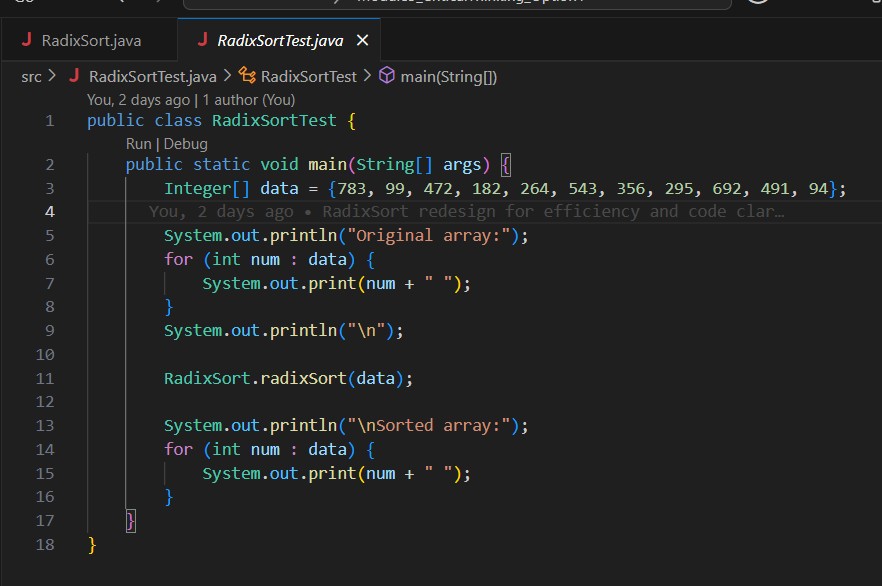 RadixSort.java RadixSortTest.java
src > RadixSortTest.java > RadixSortTest > main(String[])
You, 2 days ago | 1 author (You)
1 public class RadixSortTest {
Run | Debug
2 public static void main(String[] args) {
3 Integer[] data = {783, 99, 472, 182, 264, 543, 356, 295, 692, 491, 94};
4 You, 2 days ago • RadixSort redesign for efficiency and code clar…
5 System.out.println("Original array:");
6 for (int num : data) {
7 System.out.print(num + " ");
8 }
9 System.out.println("\n");
10
11 RadixSort.radixSort(data);
12
13 System.out.println("\nSorted array:");
14 for (int num : data) {
15 System.out.print(num + " ");
16 }
17 }
18 }